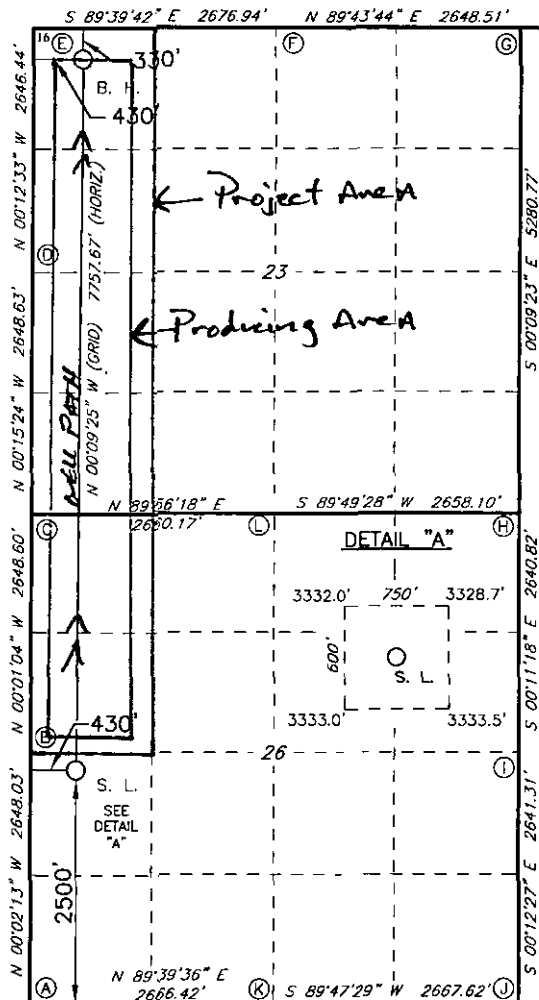 S 89°39'42" E 2676.94' N 89°43'44" E 2648.51'
16 E F G
330'
B. H.
430'
N 00°12'33" W 2646.44'
Project Area
D
N 00°09'25" W (GRID) 7757.67' (HORIZ.)
WELL PATH
23
S 00°09'23" E 5280.77'
Producing Area
N 00°15'24" W 2648.63'
N 89°56'18" E 2660.17'
S 89°49'28" W 2658.10'
C L H
DETAIL "A"
3332.0' 750' 3328.7'
600'
S. L.
3333.0' 3333.5'
N 00°01'04" W 2648.60'
S 00°11'18" E 2640.82'
B 430'
26
I
S. L.
SEE
DETAIL
"A"
2500'
N 00°02'13" W 2648.03'
S 00°12'27" E 2641.31'
A N 89°39'36" E K S 89°47'29" W 2667.62' J
2666.42'